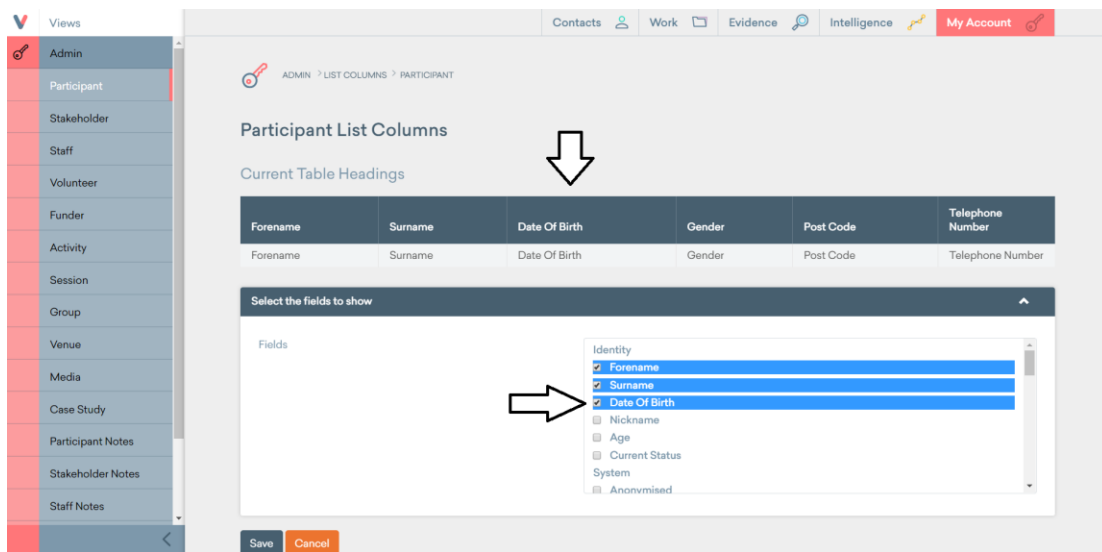 Views
Contacts
Work
Evidence
Intelligence
My Account
Admin
Participant
Stakeholder
Staff
Volunteer
Funder
Activity
Session
Group
Venue
Media
Case Study
Participant Notes
Stakeholder Notes
Staff Notes
ADMIN > LIST COLUMNS > PARTICIPANT
Participant List Columns
Current Table Headings
Forename Surname Date Of Birth Gender Post Code Telephone Number
Forename Surname Date Of Birth Gender Post Code Telephone Number
Select the fields to show
Fields
Identity
Forename
Surname
Date Of Birth
Nickname
Age
Current Status
System
Anonymised
Save
Cancel